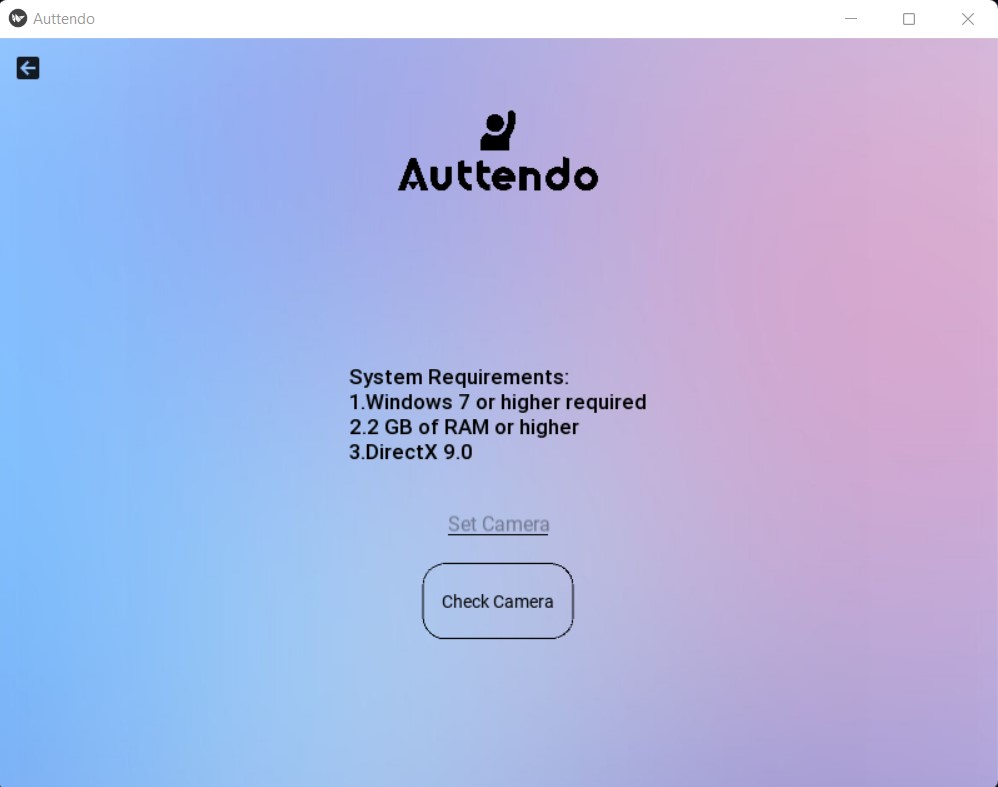 Auttendo
Auttendo
System Requirements:
1.Windows 7 or higher required
2.2 GB of RAM or higher
3.DirectX 9.0
Set Camera
Check Camera